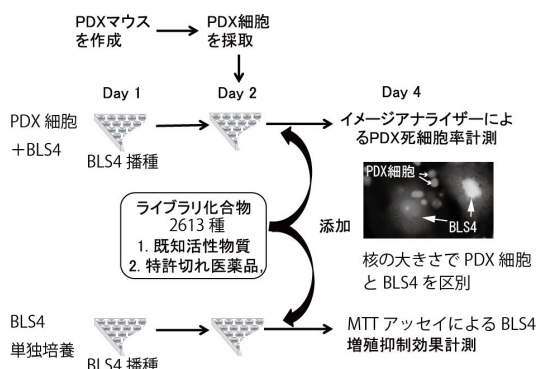 PDXマウス
を作成
PDX細胞
を採取
Day 1
Day 2
Day 4
PDX 細胞
+BLS4
BLS4 播種
イメージアナライザーによ
るPDX死細胞率計測
PDX細胞
BLS4
ライブラリ化合物
2613 種
1. 既知活性物質
2. 特許切れ医薬品,
添加
核の大きさで PDX 細胞
と BLS4 を区別
BLS4
単独培養
BLS4 播種
MTT アッセイによる BLS4
増殖抑制効果計測